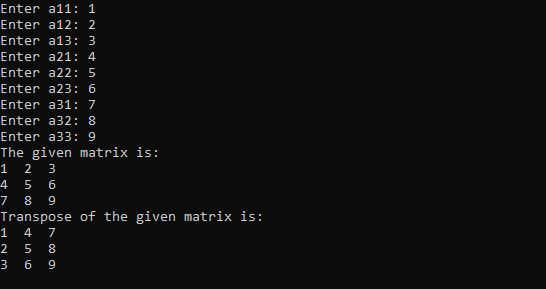 Enter a11: 1
Enter a12: 2
Enter a13: 3
Enter a21: 4
Enter a22: 5
Enter a23: 6
Enter a31: 7
Enter a32: 8
Enter a33: 9
The given matrix is:
1  2  3
4  5  6
7  8  9
Transpose of the given matrix is:
1  4  7
2  5  8
3  6  9